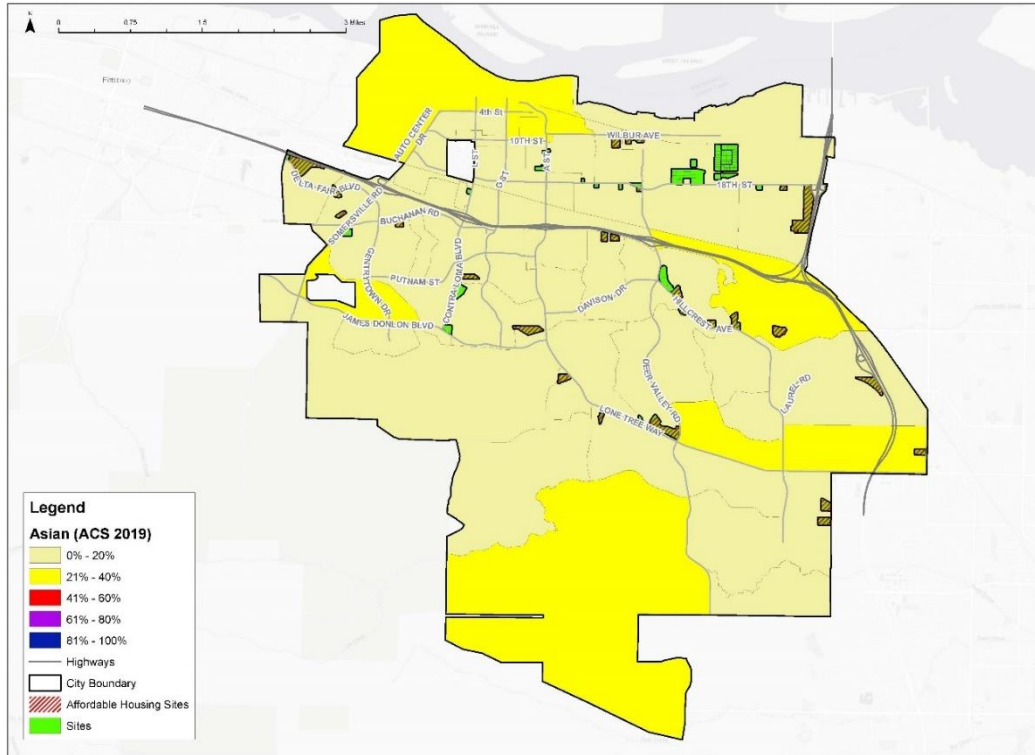 0 0.75 1.5 3 Miles
Pittsburg
4th St
AUTO CENTER DR
10TH ST
WILBUR AVE
L ST
G ST
A ST
18TH ST
DELTA FAIR BLVD
SOMERSVILLE RD
BUCHANAN RD
GENTRYTOWN DR
PUTNAM ST
CONTRA LOMA BLVD
JAMES DONLON BLVD
DAVISON DR
HILLCREST AVE
DEER VALLEY RD
LAUREL RD
LONE TREE WAY
Legend
Asian (ACS 2019)
0% - 20%
21% - 40%
41% - 60%
61% - 80%
81% - 100%
Highways
City Boundary
Affordable Housing Sites
Sites